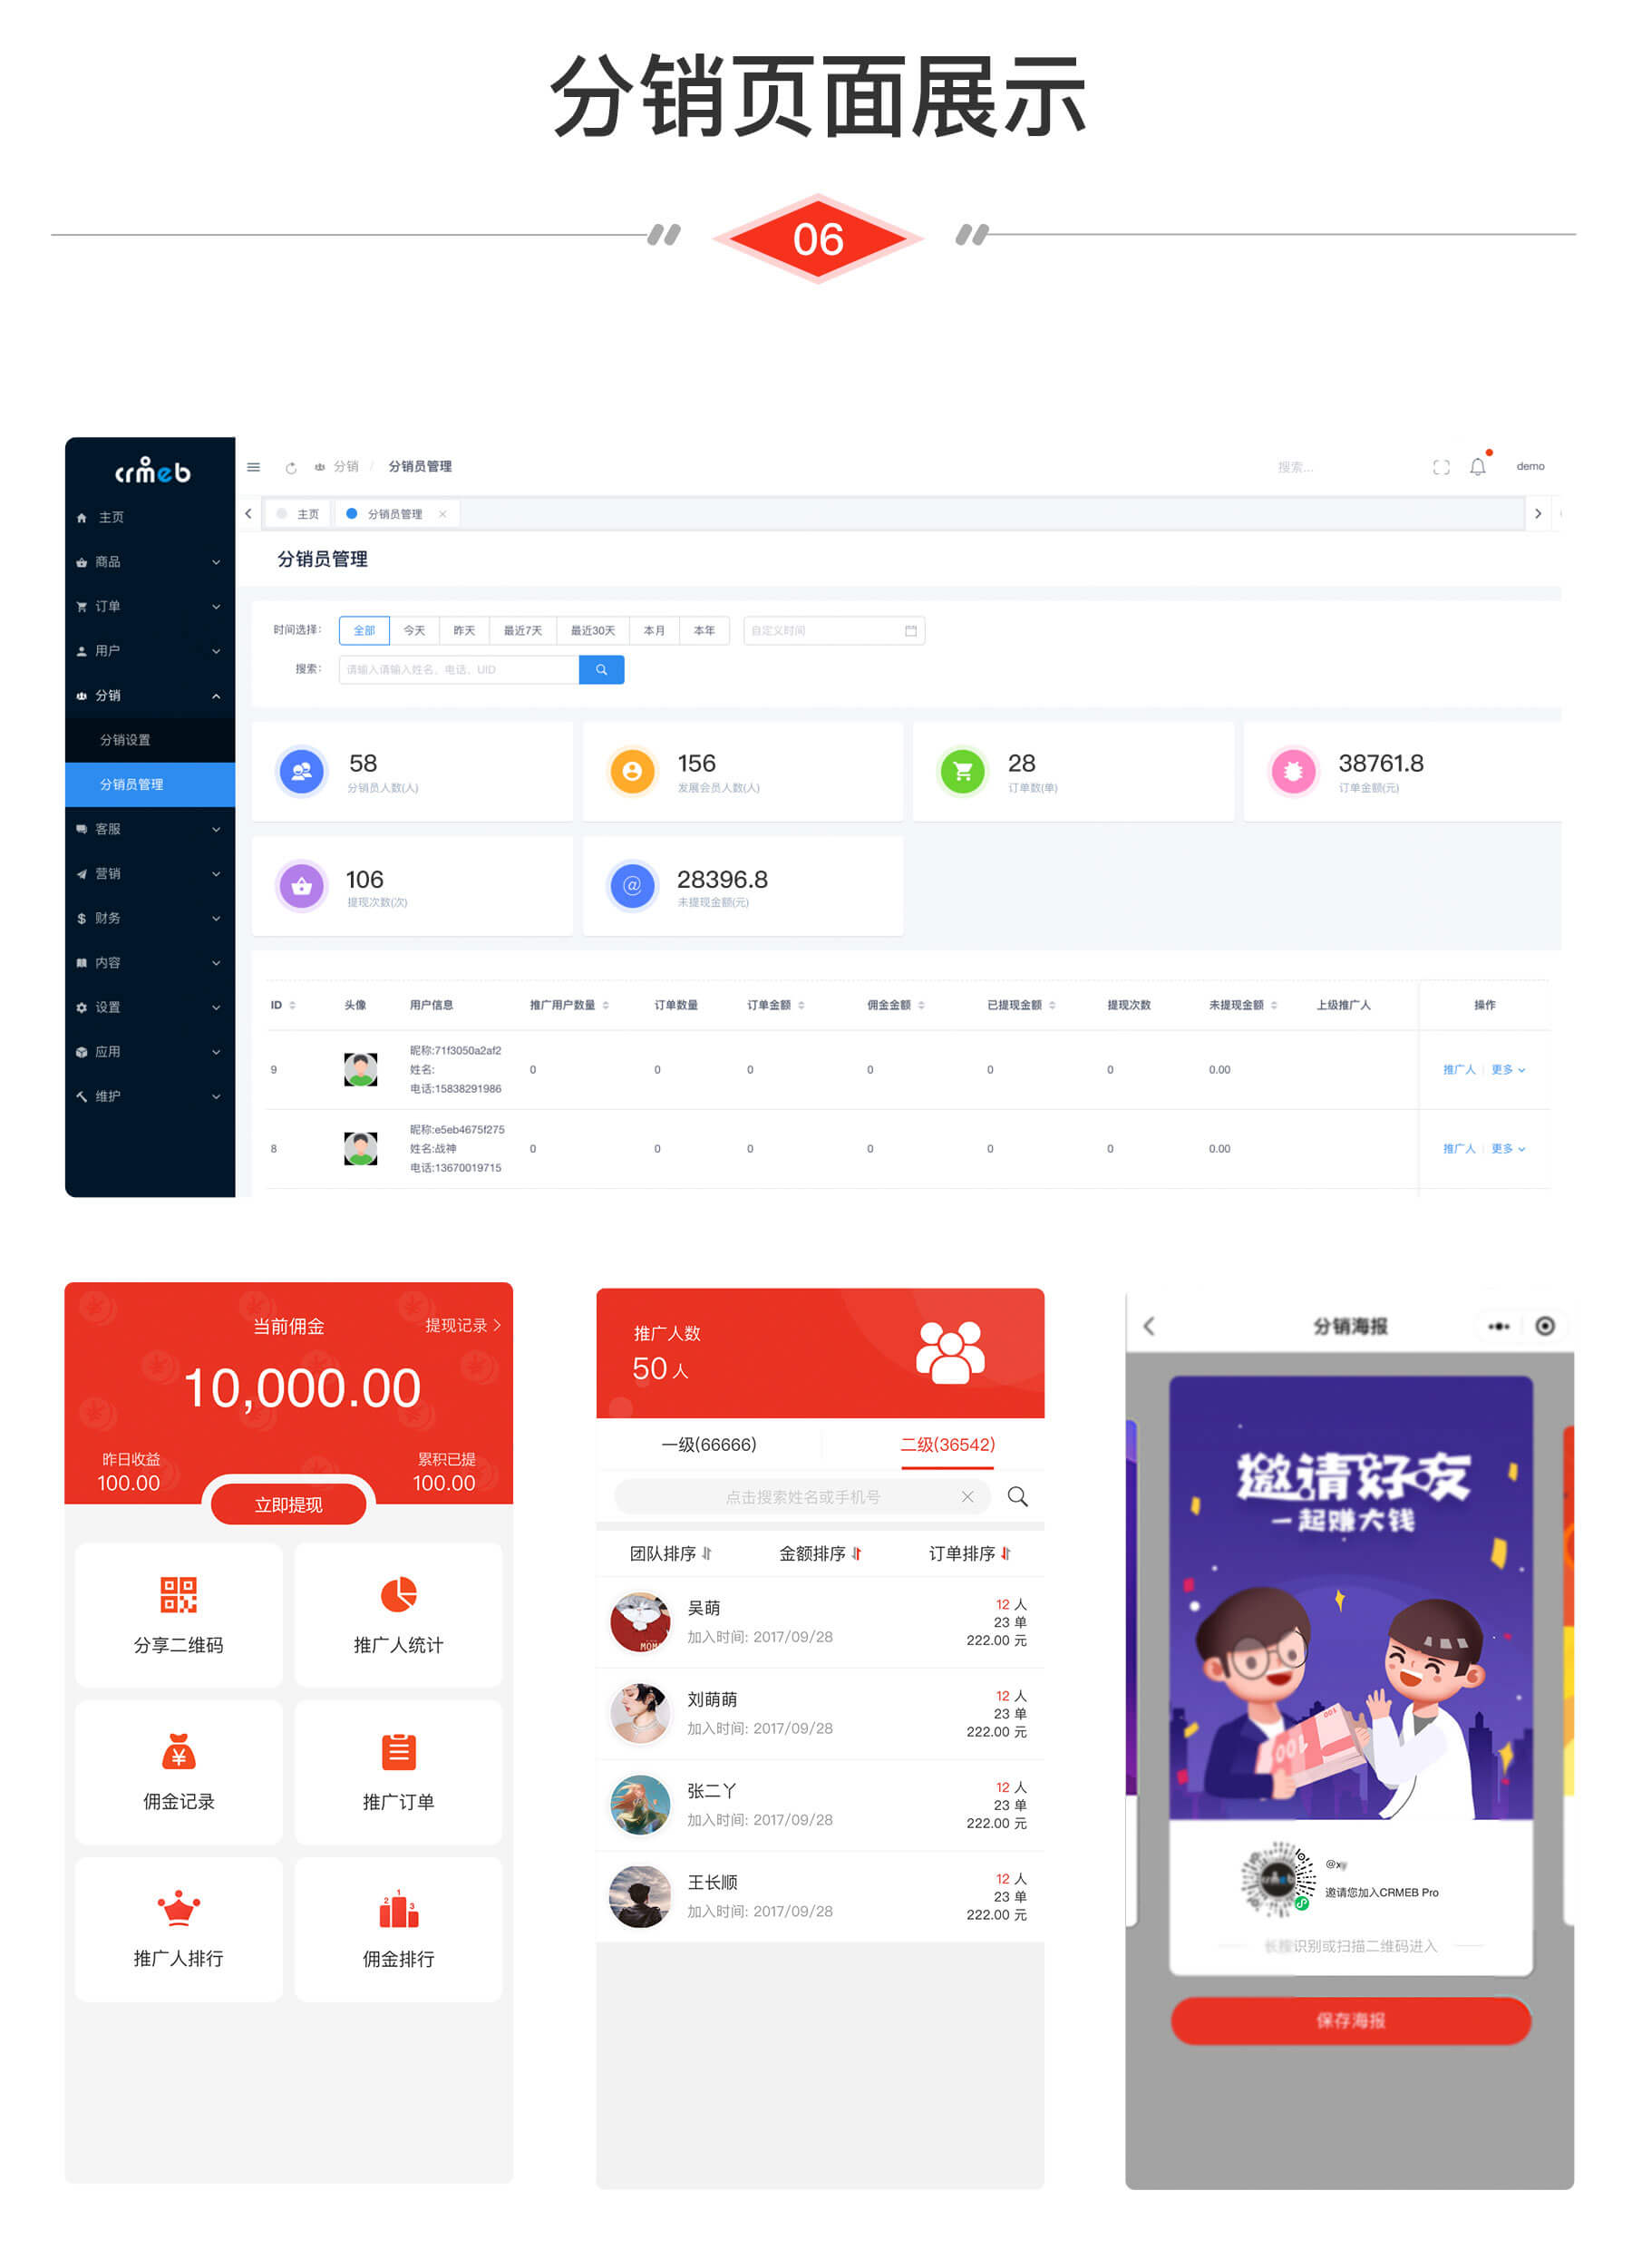 分销页面展示
06
crmeb
主页
商品
订单
用户
分销
分销设置
分销员管理
客服
营销
财务
内容
设置
应用
维护
分销 / 分销员管理
搜索...
demo
主页
分销员管理
分销员管理
时间选择: 全部 今天 昨天 最近7天 最近30天 本月 本年 自定义时间
搜索: 请输入请输入姓名、电话、UID
58
分销员人数(人)
156
发展会员人数(人)
28
订单数(单)
38761.8
订单金额(元)
106
提现次数(次)
28396.8
未提现金额(元)
ID 头像 用户信息 推广用户数量 订单数量 订单金额 佣金金额 已提现金额 提现次数 未提现金额 上级推广人 操作
昵称:71f3050a2af2
9 姓名: 0 0 0 0 0 0 0.00 推广人 更多
电话:15838291986
昵称:e5eb4675f275
8 姓名:战神 0 0 0 0 0 0 0.00 推广人 更多
电话:13670019715
当前佣金
提现记录
10,000.00
昨日收益
100.00
累积已提
100.00
立即提现
分享二维码
推广人统计
佣金记录
推广订单
1
2
3
推广人排行
佣金排行
推广人数
50 人
一级(66666)
二级(36542)
点击搜索姓名或手机号
团队排序 金额排序 订单排序
吴萌
加入时间: 2017/09/28
12 人
23 单
222.00 元
刘萌萌
加入时间: 2017/09/28
12 人
23 单
222.00 元
张二丫
加入时间: 2017/09/28
12 人
23 单
222.00 元
王长顺
加入时间: 2017/09/28
12 人
23 单
222.00 元
分销海报
邀请好友
一起赚大钱
100
100
crmeb
@xy
邀请您加入CRMEB Pro
长按识别或扫描二维码进入
保存海报